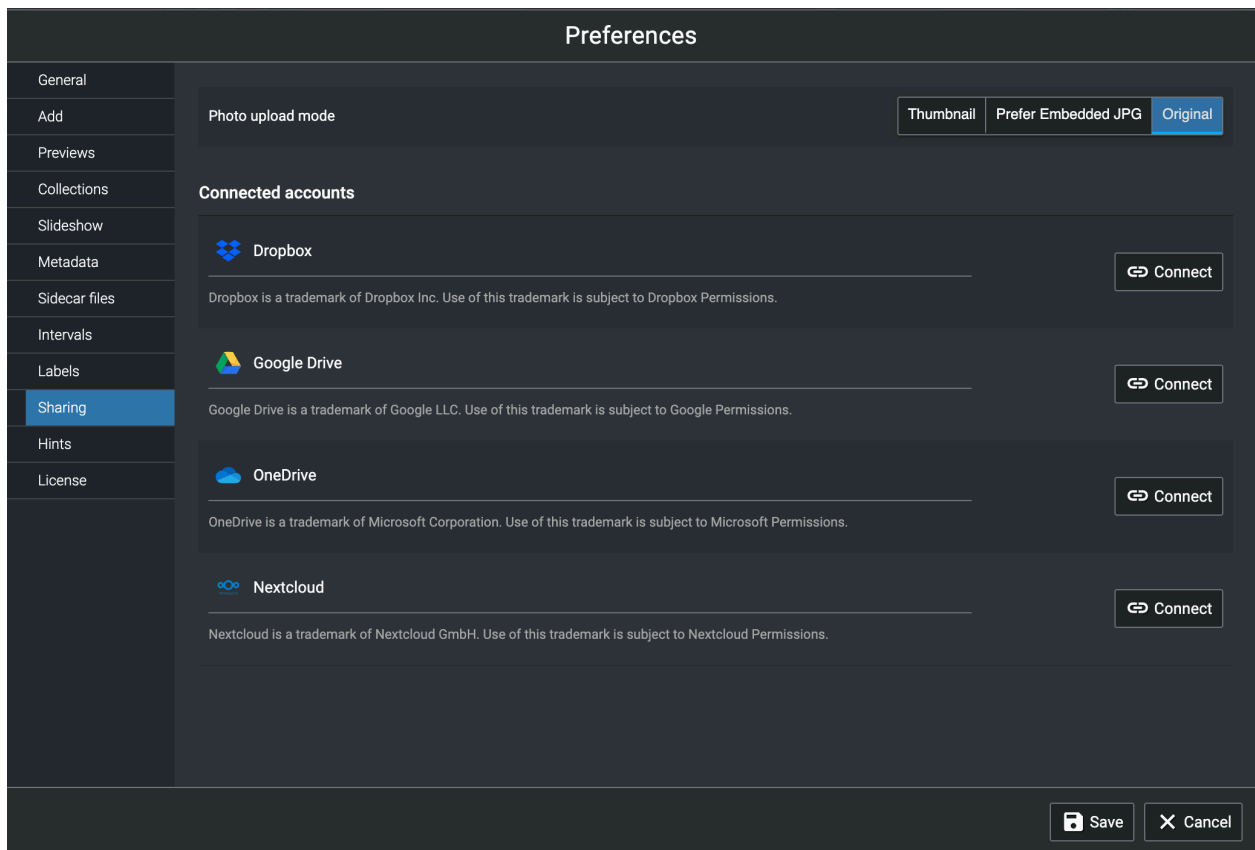 Preferences
General
Add
Previews
Collections
Slideshow
Metadata
Sidecar files
Intervals
Labels
Sharing
Hints
License
Photo upload mode
Thumbnail
Prefer Embedded JPG
Original
Connected accounts
Dropbox
Connect
Dropbox is a trademark of Dropbox Inc. Use of this trademark is subject to Dropbox Permissions.
Google Drive
Connect
Google Drive is a trademark of Google LLC. Use of this trademark is subject to Google Permissions.
OneDrive
Connect
OneDrive is a trademark of Microsoft Corporation. Use of this trademark is subject to Microsoft Permissions.
Nextcloud
Connect
Nextcloud is a trademark of Nextcloud GmbH. Use of this trademark is subject to Nextcloud Permissions.
Save
Cancel